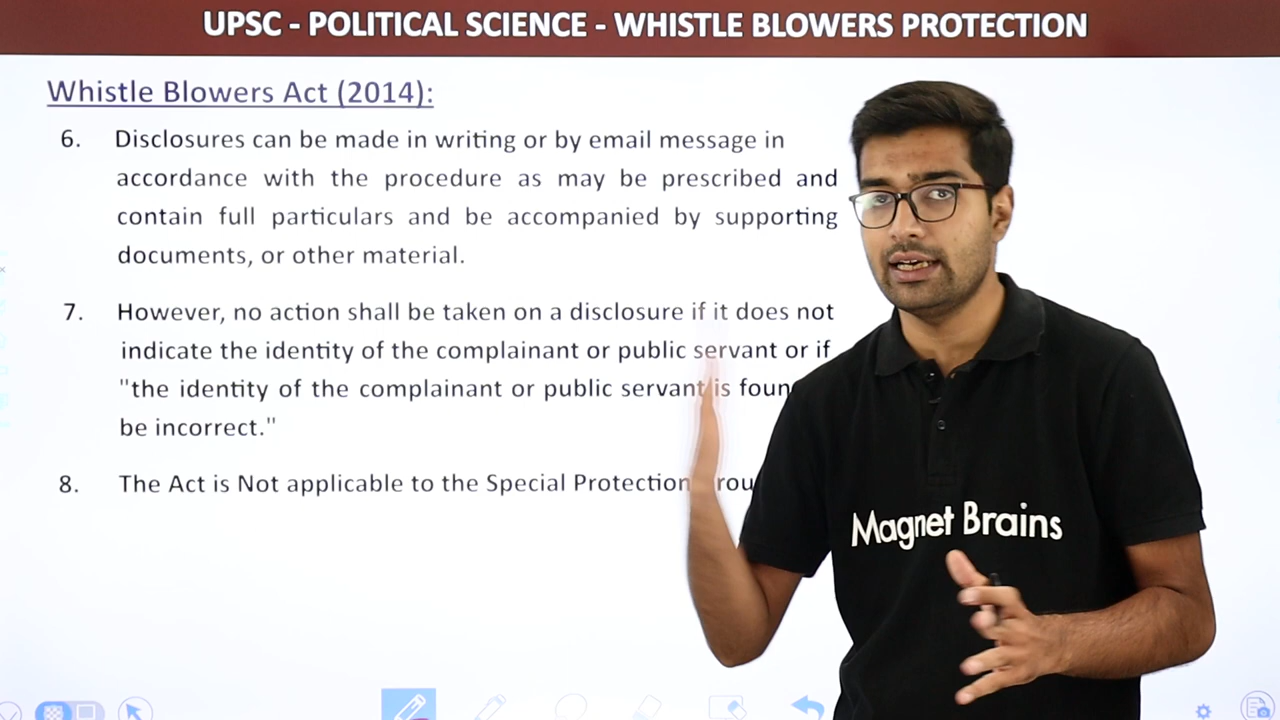 UPSC - POLITICAL SCIENCE - WHISTLE BLOWERS PROTECTION
Whistle Blowers Act (2014):
6. Disclosures can be made in writing or by email message in
accordance with the procedure as may be prescribed and
contain full particulars and be accompanied by supporting
documents, or other material.
7. However, no action shall be taken on a disclosure if it does not
indicate the identity of the complainant or public servant or if
"the identity of the complainant or public servant is
be incorrect."
8. The Act is Not applicable to the Special Protection
Magnet Brains